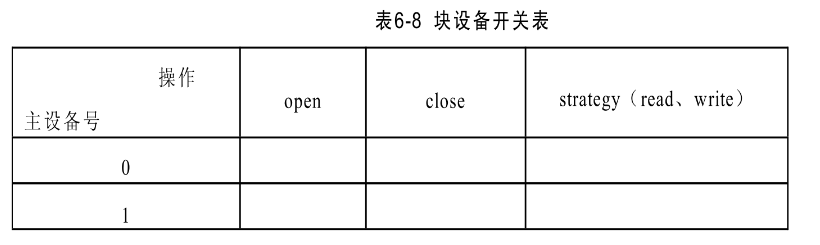 表6-8 块设备开关表
操作
主设备号
open
close
strategy（read、write）
0
1